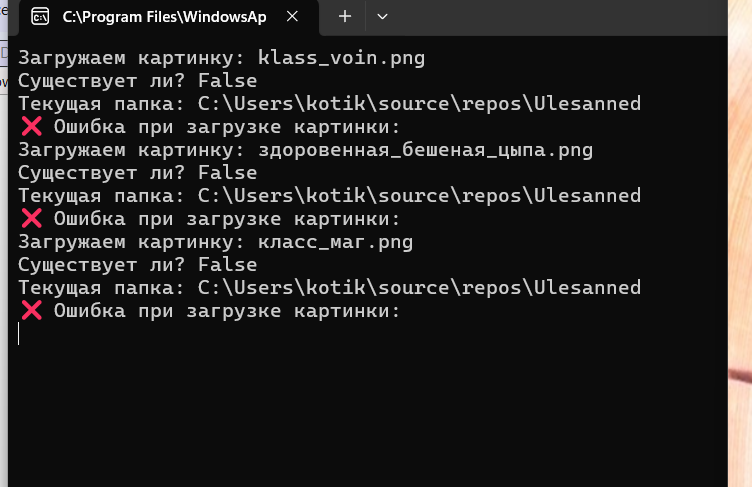 C:\Program Files\WindowsAp
Загружаем картинку: klass_voin.png
Существует ли? False
Текущая папка: C:\Users\kotik\source\repos\Ulesanned
❌ Ошибка при загрузке картинки:
Загружаем картинку: здоровенная_бешеная_цыпа.png
Существует ли? False
Текущая папка: C:\Users\kotik\source\repos\Ulesanned
❌ Ошибка при загрузке картинки:
Загружаем картинку: класс_маг.png
Существует ли? False
Текущая папка: C:\Users\kotik\source\repos\Ulesanned
❌ Ошибка при загрузке картинки: